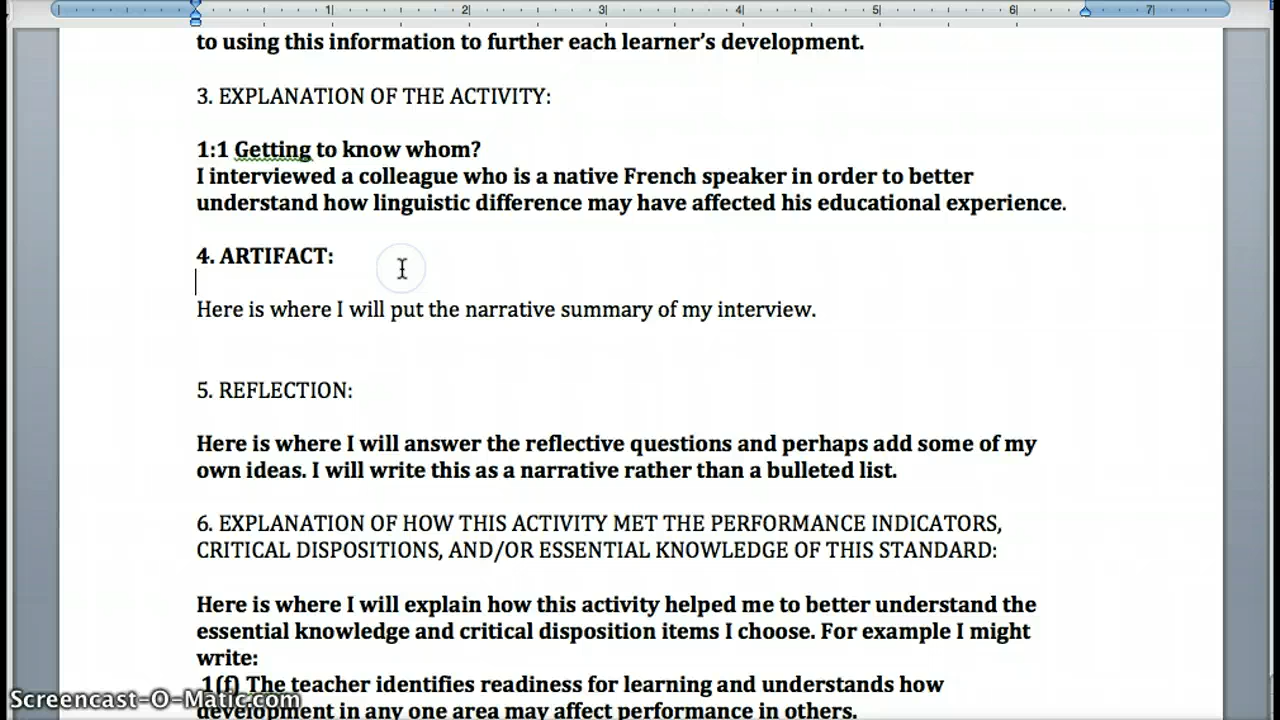 1 2 3 4 5 6 7
to using this information to further each learner’s development.
3. EXPLANATION OF THE ACTIVITY:
1:1 Getting to know whom?
I interviewed a colleague who is a native French speaker in order to better
understand how linguistic difference may have affected his educational experience.
4. ARTIFACT:
Here is where I will put the narrative summary of my interview.
5. REFLECTION:
Here is where I will answer the reflective questions and perhaps add some of my
own ideas. I will write this as a narrative rather than a bulleted list.
6. EXPLANATION OF HOW THIS ACTIVITY MET THE PERFORMANCE INDICATORS,
CRITICAL DISPOSITIONS, AND/OR ESSENTIAL KNOWLEDGE OF THIS STANDARD:
Here is where I will explain how this activity helped me to better understand the
essential knowledge and critical disposition items I choose. For example I might
write:
1(f) The teacher identifies readiness for learning and understands how
development in any one area may affect performance in others.
Screencast-O-Matic.com